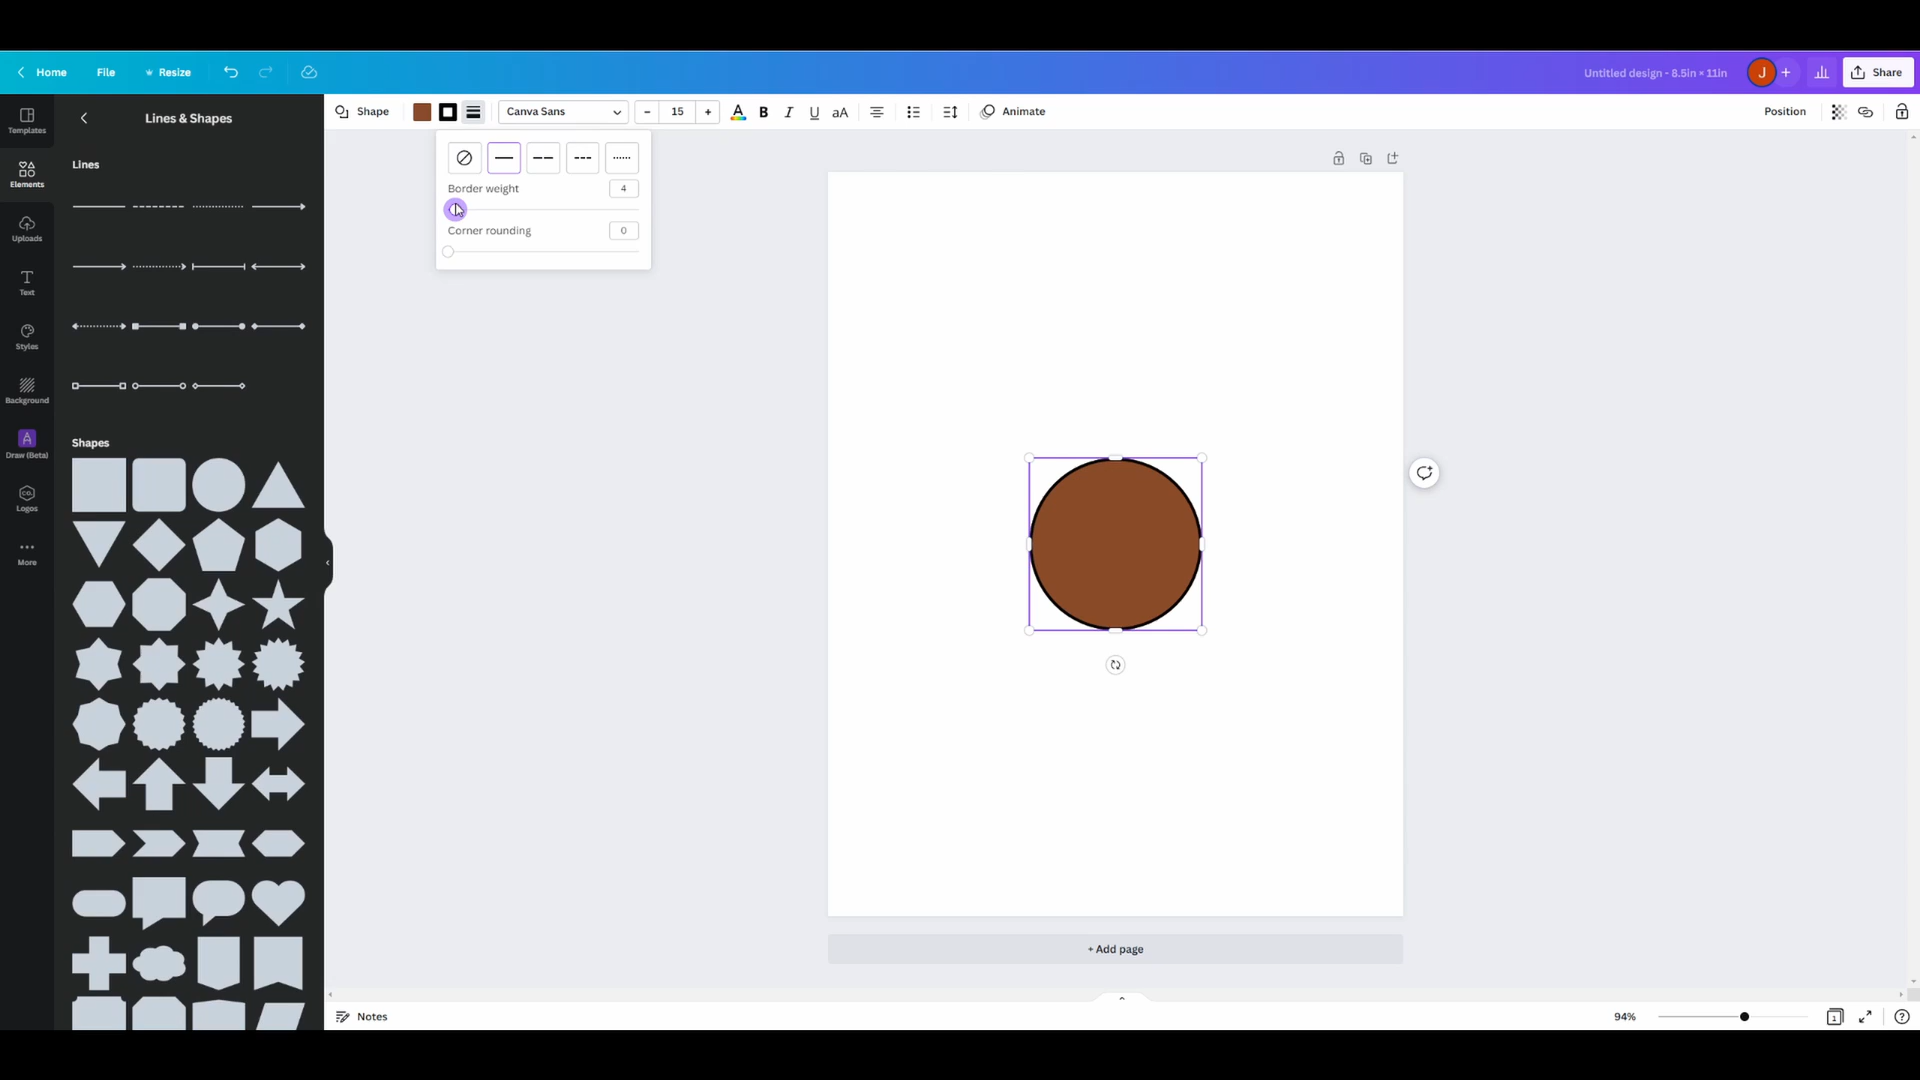 Home File Resize Untitled design - 8.5in × 11in J + Share
Templates
Elements
Uploads
Text
Styles
Background
Draw (Beta)
Logos
More
Lines & Shapes
Lines
Shapes
Shape Canva Sans − 15 + A B I U aA Animate Position
Border weight 4
Corner rounding 0
+ Add page
Notes 94% 1 ?